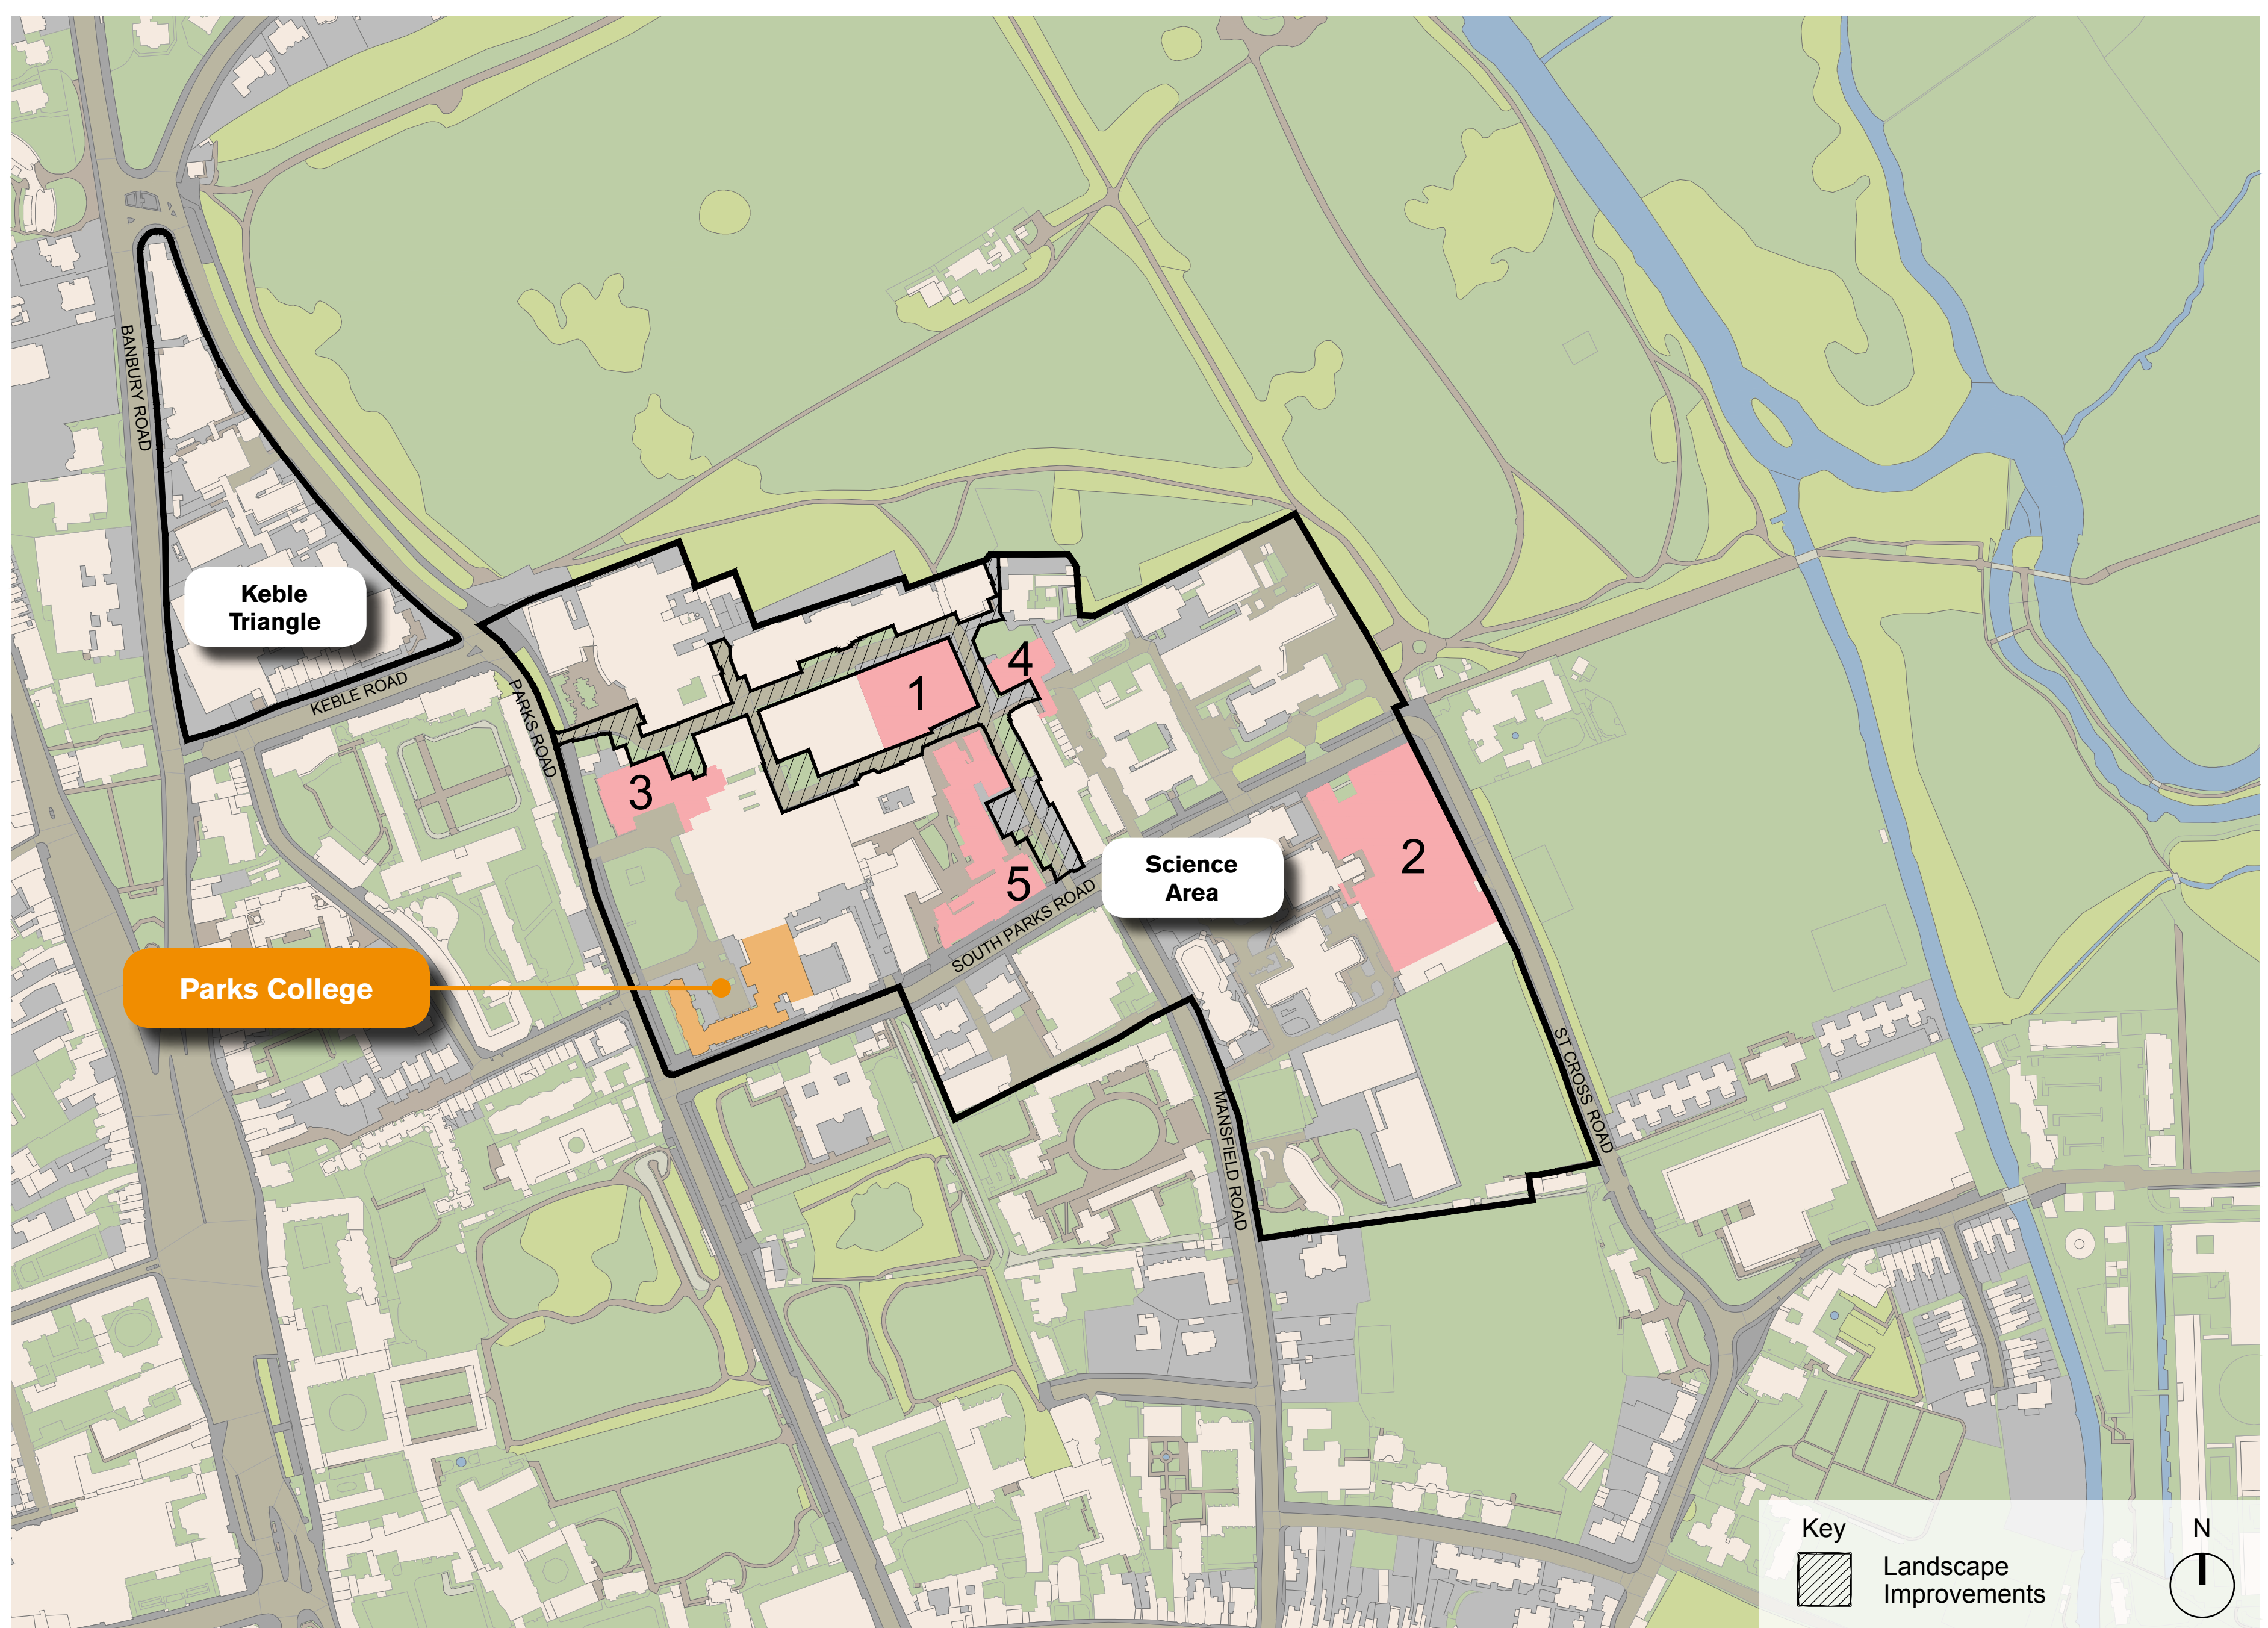 BANBURY ROAD
Keble
Triangle
KEBLE ROAD
PARKS ROAD
1
4
3
2
5
Science
Area
SOUTH PARKS ROAD
Parks College
ST CROSS ROAD
MANSFIELD ROAD
Key
N
Landscape
Improvements